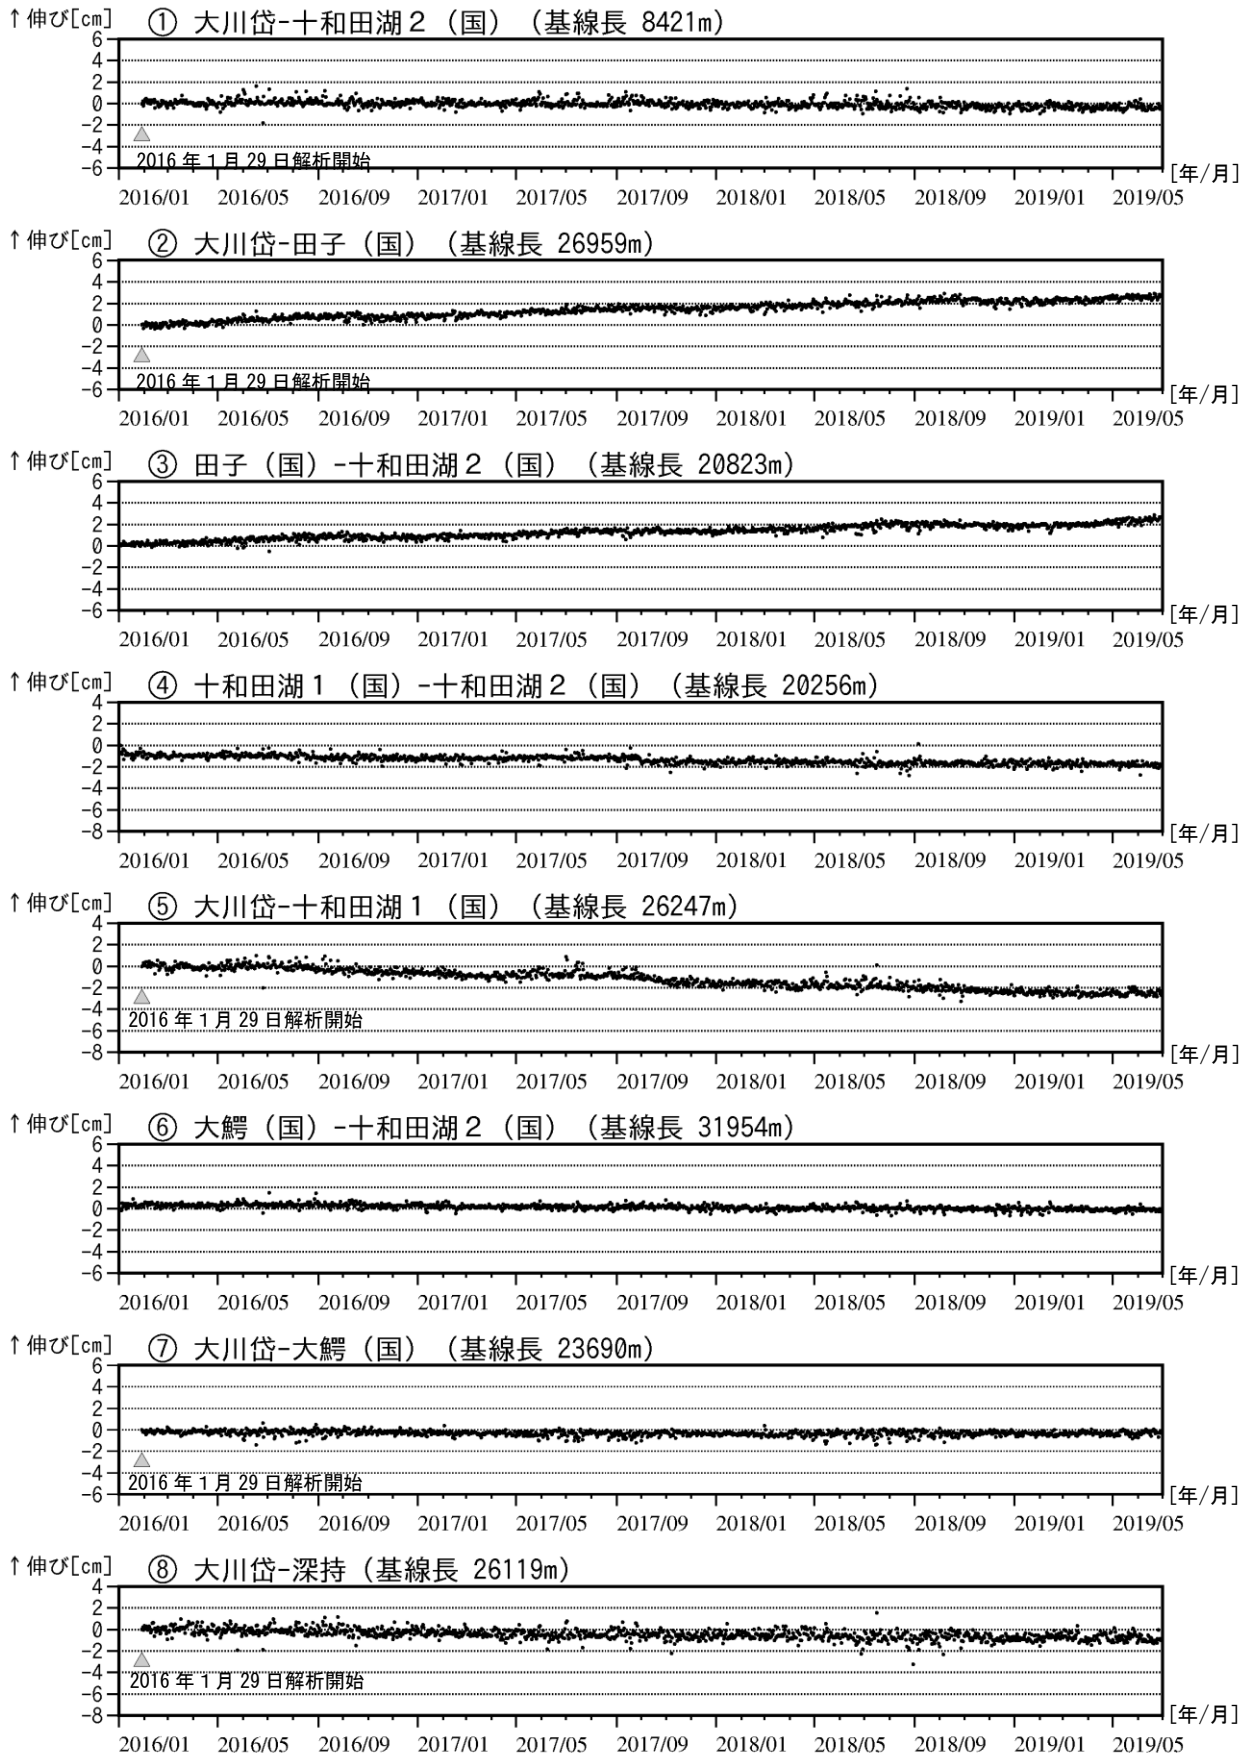 ↑伸び[cm] ① 大川岱-十和田湖2（国）（基線長 8421m）
6
4
2
0
-2
-4
-6
2016年1月29日解析開始
[年/月]
2016/01 2016/05 2016/09 2017/01 2017/05 2017/09 2018/01 2018/05 2018/09 2019/01 2019/05
↑伸び[cm] ② 大川岱-田子（国）（基線長 26959m）
6
4
2
0
-2
-4
-6
2016年1月29日解析開始
[年/月]
2016/01 2016/05 2016/09 2017/01 2017/05 2017/09 2018/01 2018/05 2018/09 2019/01 2019/05
↑伸び[cm] ③ 田子（国）-十和田湖2（国）（基線長 20823m）
6
4
2
0
-2
-4
-6
[年/月]
2016/01 2016/05 2016/09 2017/01 2017/05 2017/09 2018/01 2018/05 2018/09 2019/01 2019/05
↑伸び[cm] ④ 十和田湖1（国）-十和田湖2（国）（基線長 20256m）
4
2
0
-2
-4
-6
-8
[年/月]
2016/01 2016/05 2016/09 2017/01 2017/05 2017/09 2018/01 2018/05 2018/09 2019/01 2019/05
↑伸び[cm] ⑤ 大川岱-十和田湖1（国）（基線長 26247m）
4
2
0
-2
-4
-6
-8
2016年1月29日解析開始
[年/月]
2016/01 2016/05 2016/09 2017/01 2017/05 2017/09 2018/01 2018/05 2018/09 2019/01 2019/05
↑伸び[cm] ⑥ 大鰐（国）-十和田湖2（国）（基線長 31954m）
6
4
2
0
-2
-4
-6
[年/月]
2016/01 2016/05 2016/09 2017/01 2017/05 2017/09 2018/01 2018/05 2018/09 2019/01 2019/05
↑伸び[cm] ⑦ 大川岱-大鰐（国）（基線長 23690m）
6
4
2
0
-2
-4
-6
2016年1月29日解析開始
[年/月]
2016/01 2016/05 2016/09 2017/01 2017/05 2017/09 2018/01 2018/05 2018/09 2019/01 2019/05
↑伸び[cm] ⑧ 大川岱-深持（基線長 26119m）
4
2
0
-2
-4
-6
-8
2016年1月29日解析開始
[年/月]
2016/01 2016/05 2016/09 2017/01 2017/05 2017/09 2018/01 2018/05 2018/09 2019/01 2019/05